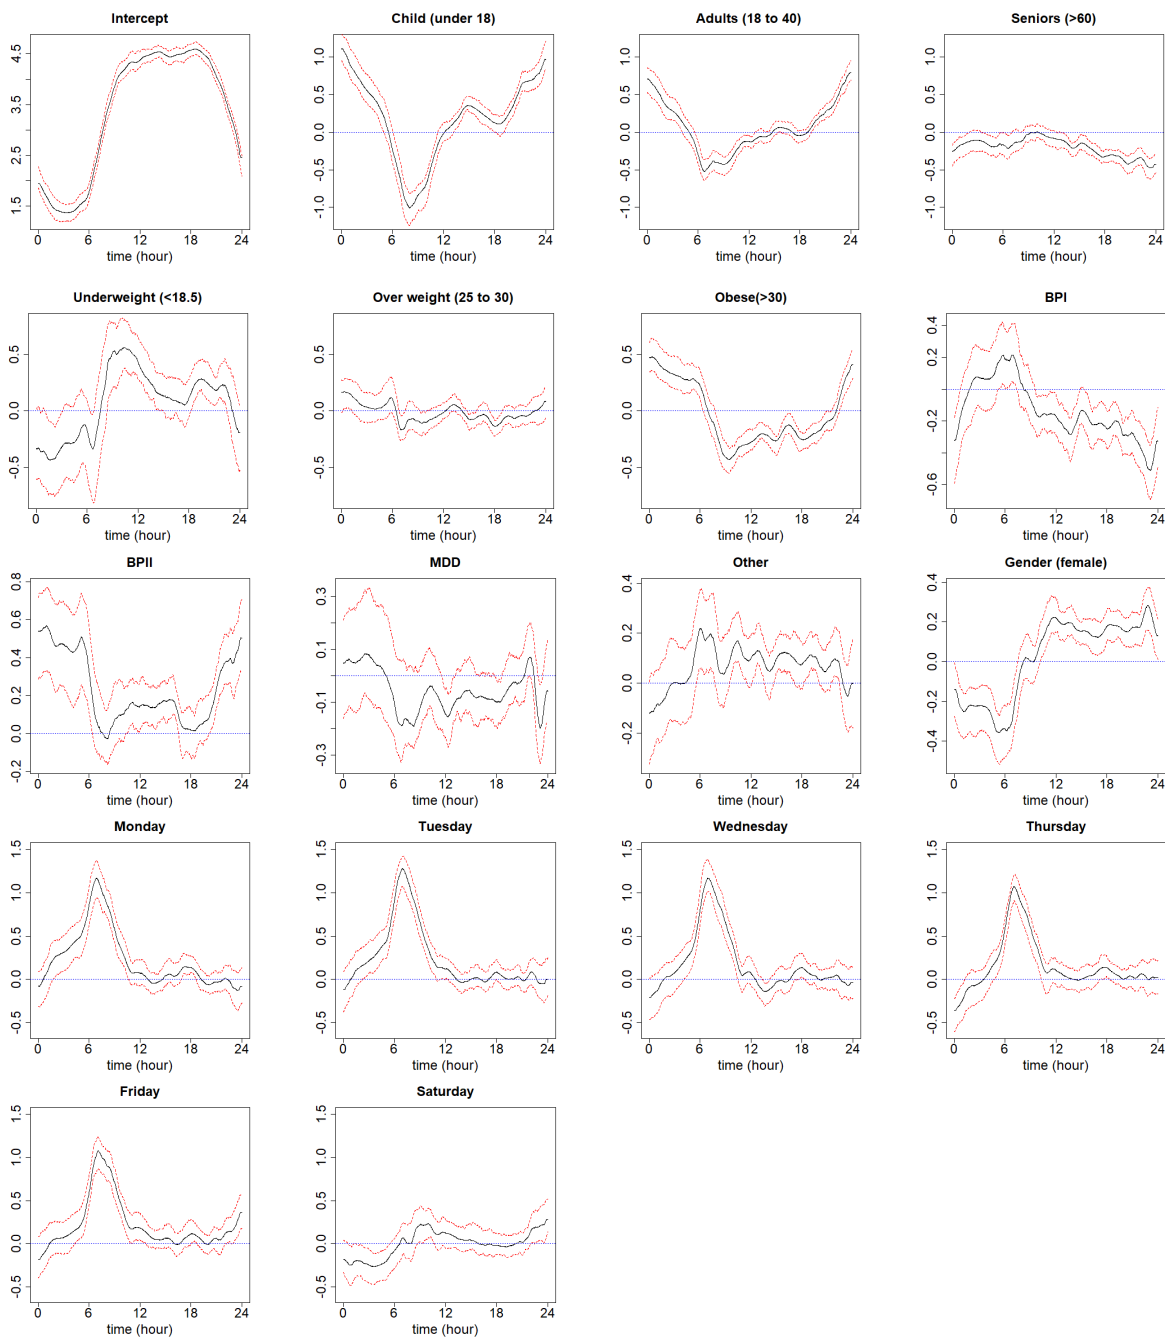 Intercept
Child (under 18)
Adults (18 to 40)
Seniors (>60)
4.5
3.5
2.5
1.5
0 6 12 18 24
time (hour)
1.0
0.5
0.0
-0.5
-1.0
0 6 12 18 24
time (hour)
1.0
0.5
0.0
-0.5
-1.0
0 6 12 18 24
time (hour)
1.0
0.5
0.0
-0.5
-1.0
0 6 12 18 24
time (hour)
Underweight (<18.5)
Over weight (25 to 30)
Obese(>30)
BPI
0.5
0.0
-0.5
0 6 12 18 24
time (hour)
0.5
0.0
-0.5
0 6 12 18 24
time (hour)
0.5
0.0
-0.5
0 6 12 18 24
time (hour)
0.4
0.2
-0.2
-0.6
0 6 12 18 24
time (hour)
BPII
MDD
Other
Gender (female)
0.8
0.6
0.4
0.2
0.0
-0.2
0 6 12 18 24
time (hour)
0.3
0.1
-0.1
-0.3
0 6 12 18 24
time (hour)
0.4
0.2
0.0
-0.2
0 6 12 18 24
time (hour)
0.4
0.2
0.0
-0.2
-0.4
0 6 12 18 24
time (hour)
Monday
Tuesday
Wednesday
Thursday
1.5
1.0
0.5
0.0
-0.5
0 6 12 18 24
time (hour)
1.5
1.0
0.5
0.0
-0.5
0 6 12 18 24
time (hour)
1.5
1.0
0.5
0.0
-0.5
0 6 12 18 24
time (hour)
1.5
1.0
0.5
0.0
-0.5
0 6 12 18 24
time (hour)
Friday
Saturday
1.5
1.0
0.5
0.0
-0.5
0 6 12 18 24
time (hour)
1.5
1.0
0.5
0.0
-0.5
0 6 12 18 24
time (hour)